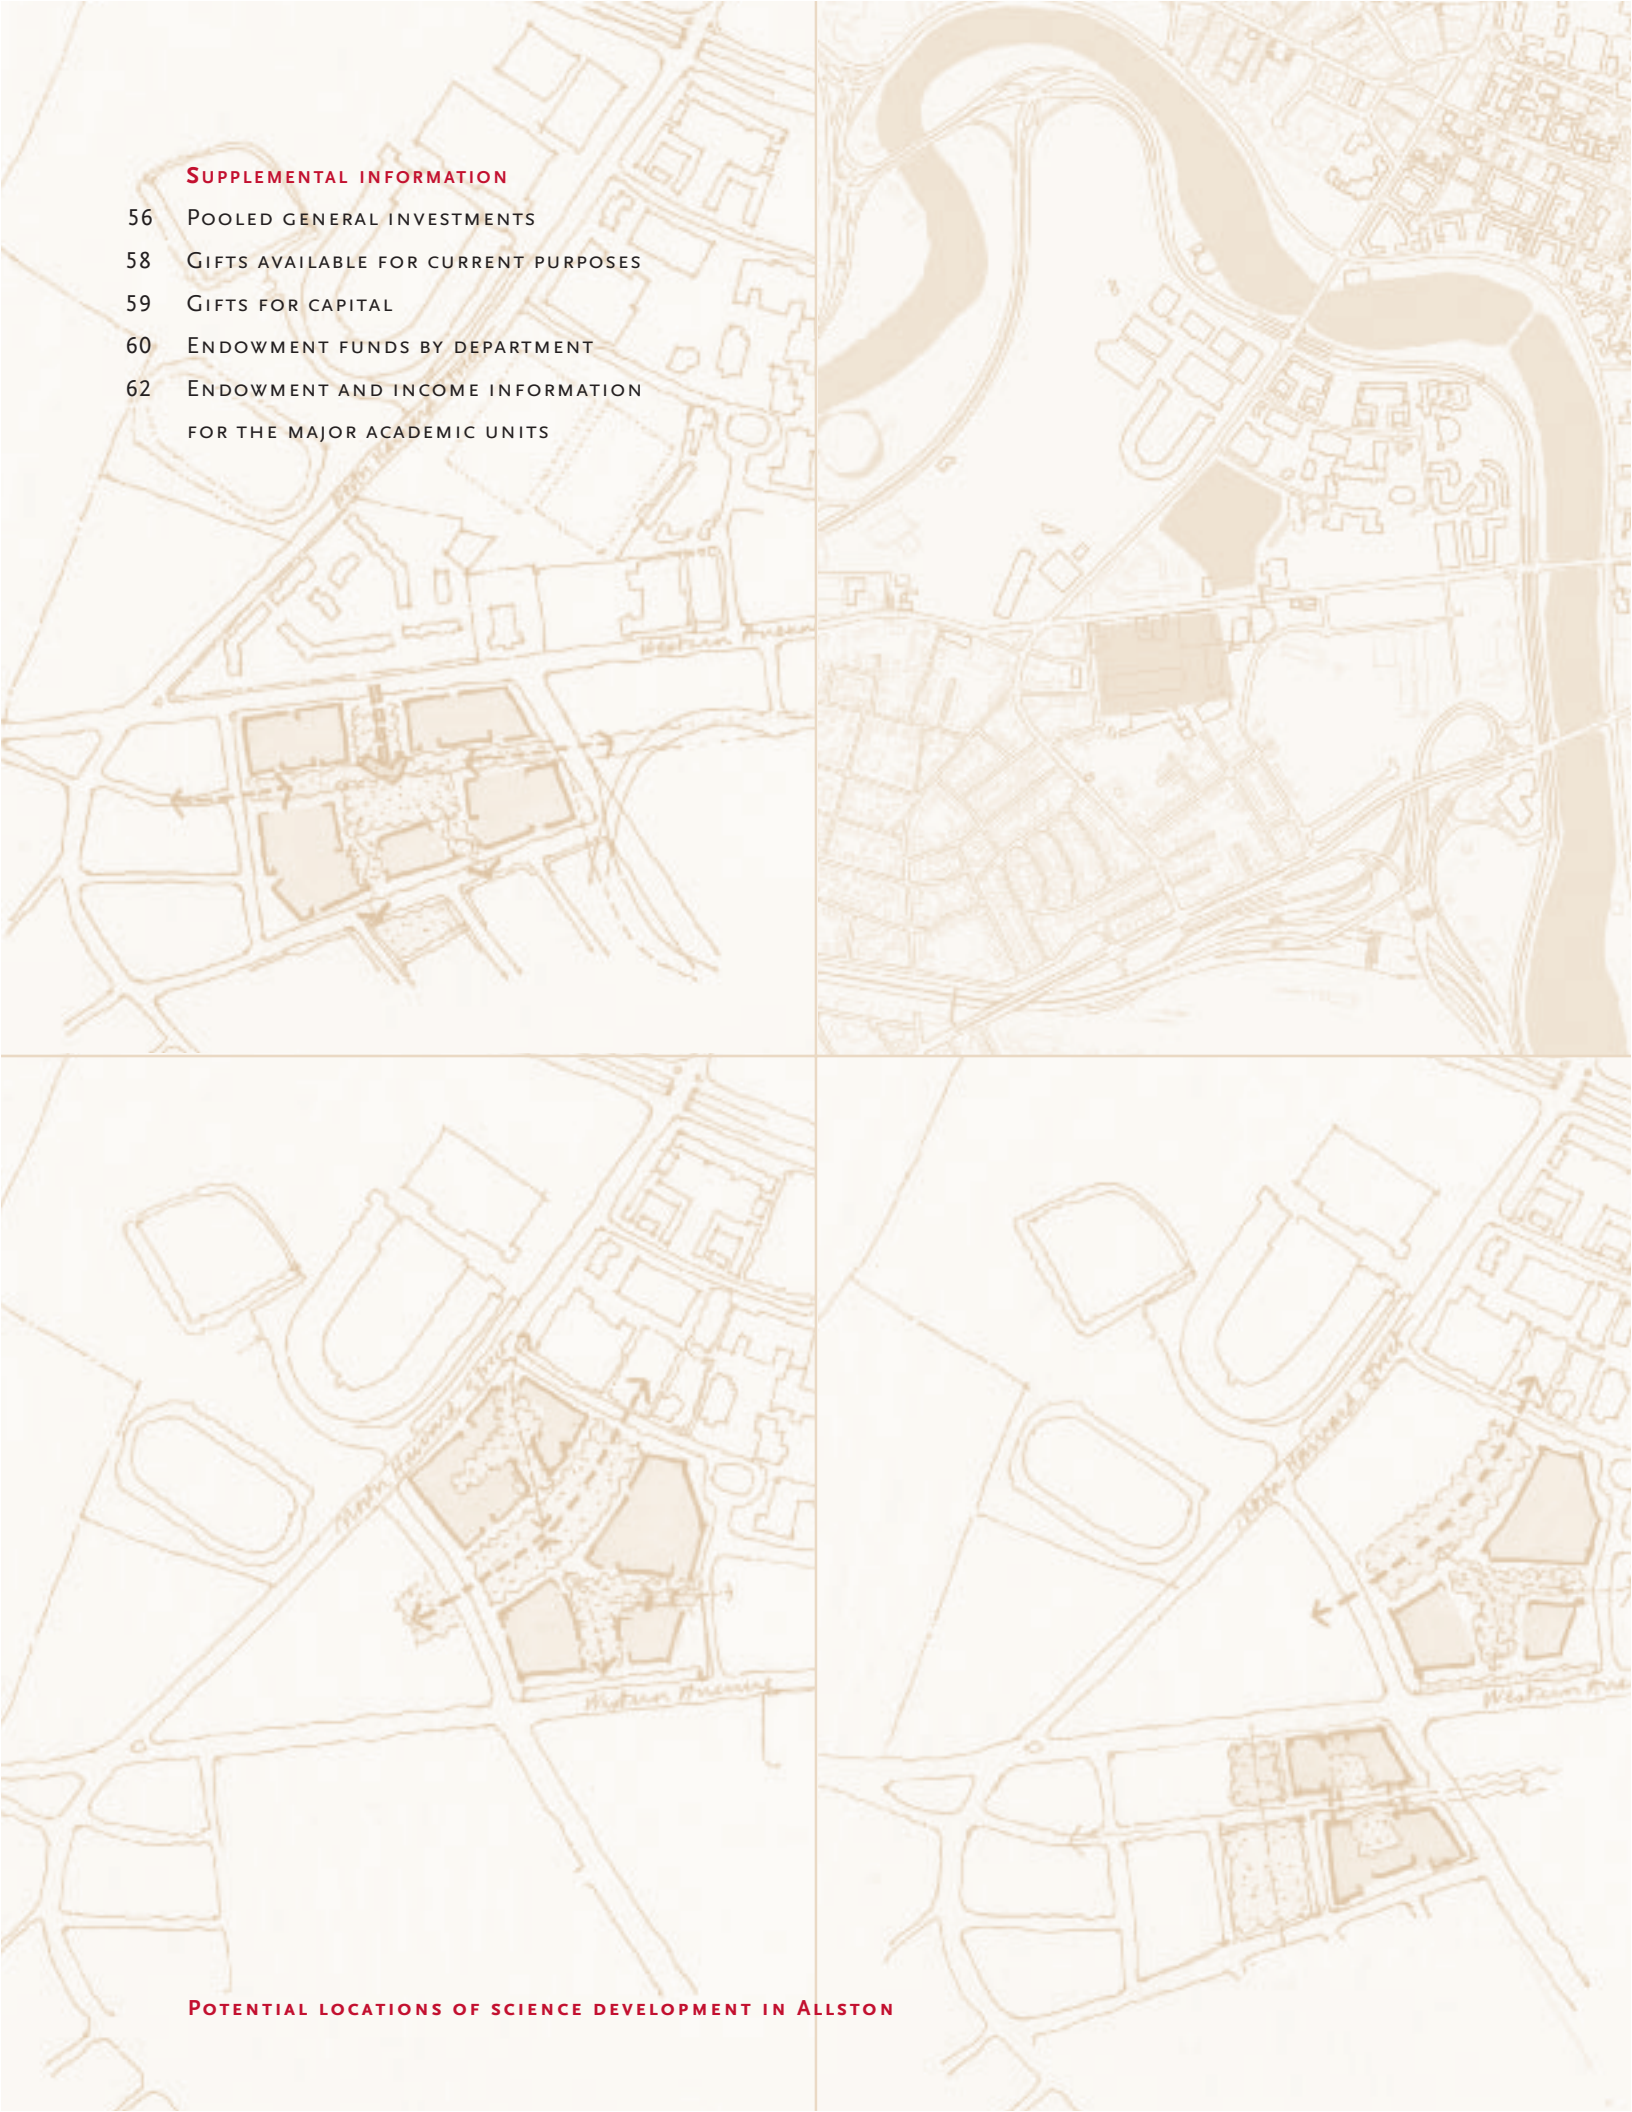 Supplemental information
56 Pooled general investments
58 Gifts available for current purposes
59 Gifts for capital
60 Endowment funds by department
62 Endowment and income information
for the major academic units
Western Avenue
North Harvard Street
North Harvard Street
Western Avenue
Western Ave
Potential locations of science development in Allston